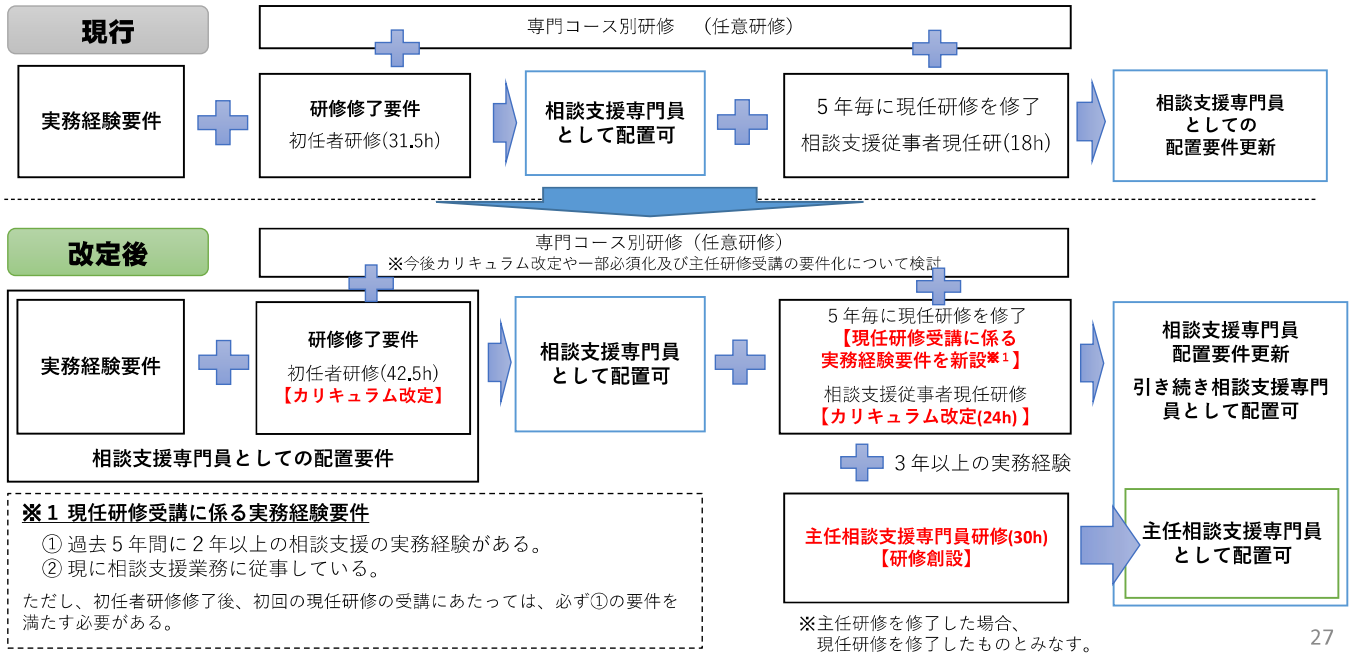 現行
専門コース別研修　（任意研修）
実務経験要件
研修修了要件
初任者研修(31.5h)
相談支援専門員
として配置可
５年毎に現任研修を修了
相談支援従事者現任研(18h)
相談支援専門員
としての
配置要件更新
改定後
専門コース別研修（任意研修）
※今後カリキュラム改定や一部必須化及び主任研修受講の要件化について検討
実務経験要件
研修修了要件
初任者研修(42.5h)
【カリキュラム改定】
相談支援専門員としての配置要件
相談支援専門員
として配置可
５年毎に現任研修を修了
【現任研修受講に係る
実務経験要件を新設※１】
相談支援従事者現任研修
【カリキュラム改定(24h)】
相談支援専門員
配置要件更新
引き続き相談支援専門
員として配置可
３年以上の実務経験
主任相談支援専門員研修(30h)
【研修創設】
主任相談支援専門員
として配置可
※主任研修を修了した場合、
現任研修を修了したものとみなす。
※１ 現任研修受講に係る実務経験要件
① 過去５年間に２年以上の相談支援の実務経験がある。
② 現に相談支援業務に従事している。
ただし、初任者研修修了後、初回の現任研修の受講にあたっては、必ず①の要件を
満たす必要がある。
27